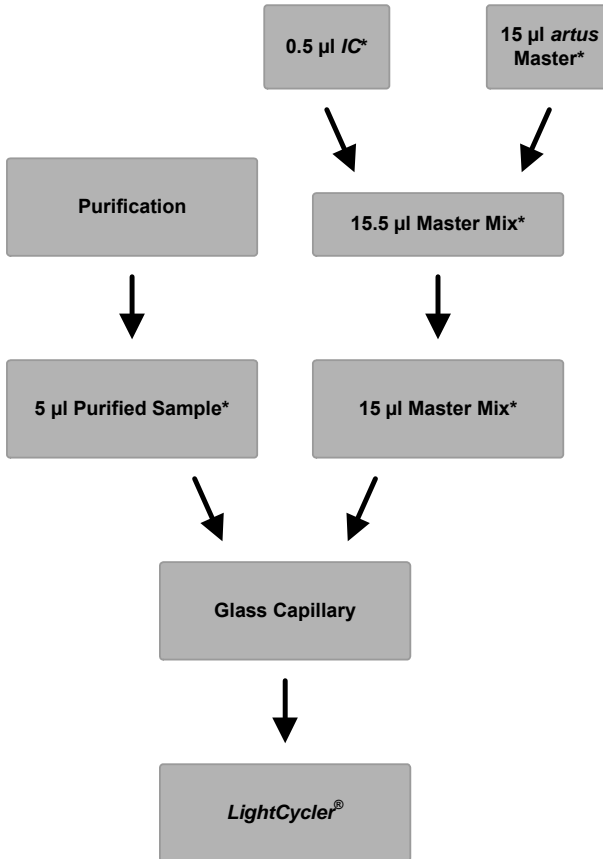 0.5 µl IC*
15 µl artus
Master*
Purification
15.5 µl Master Mix*
5 µl Purified Sample*
15 µl Master Mix*
Glass Capillary
LightCycler®